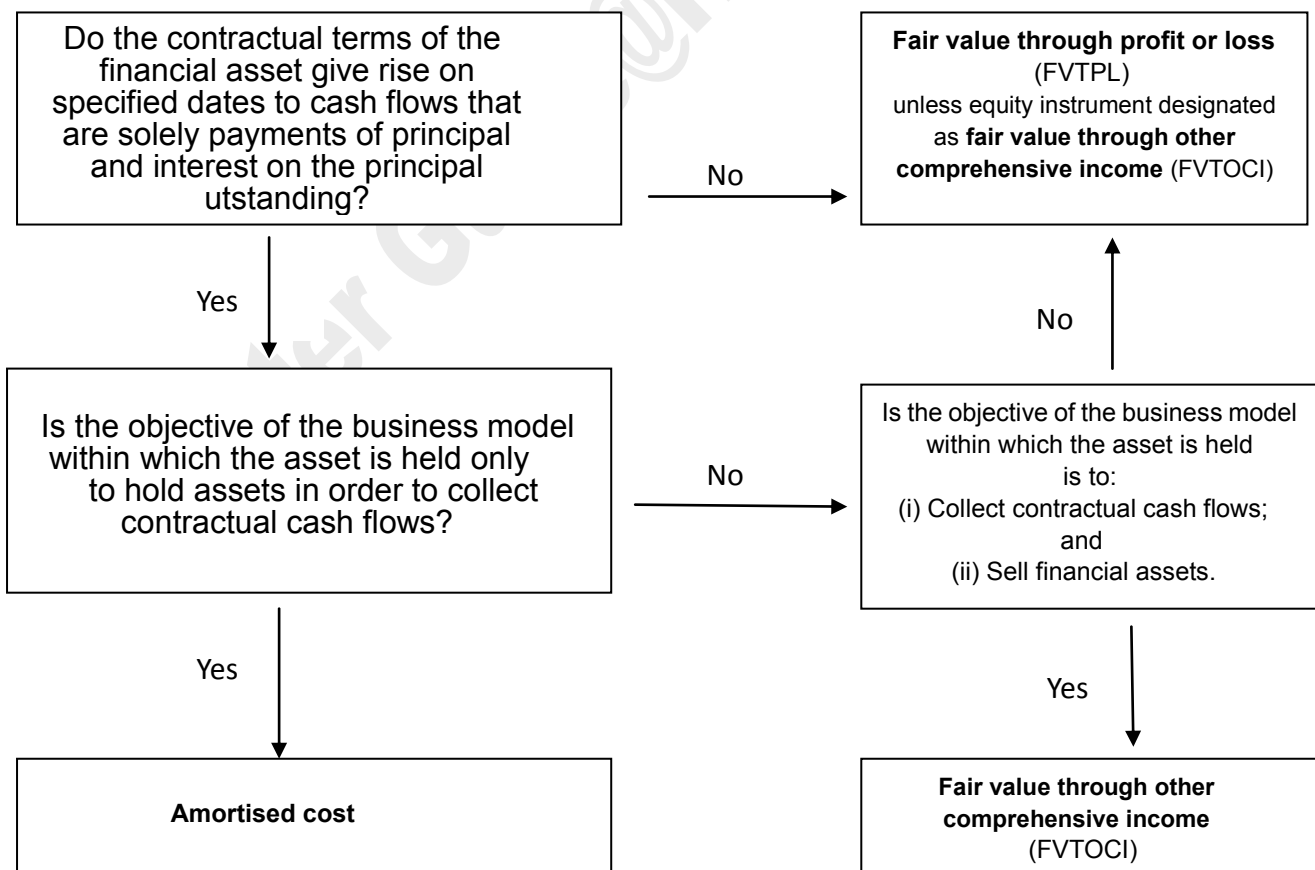 Do the contractual terms of the
financial asset give rise on
specified dates to cash flows that
are solely payments of principal
and interest on the principal
utstanding?
No
Fair value through profit or loss
(FVTPL)
unless equity instrument designated
as fair value through other
comprehensive income (FVTOCI)
Yes
No
Is the objective of the business model
within which the asset is held only
to hold assets in order to collect
contractual cash flows?
No
Is the objective of the business model
within which the asset is held
is to:
(i) Collect contractual cash flows;
and
(ii) Sell financial assets.
Yes
Yes
Amortised cost
Fair value through other
comprehensive income
(FVTOCI)